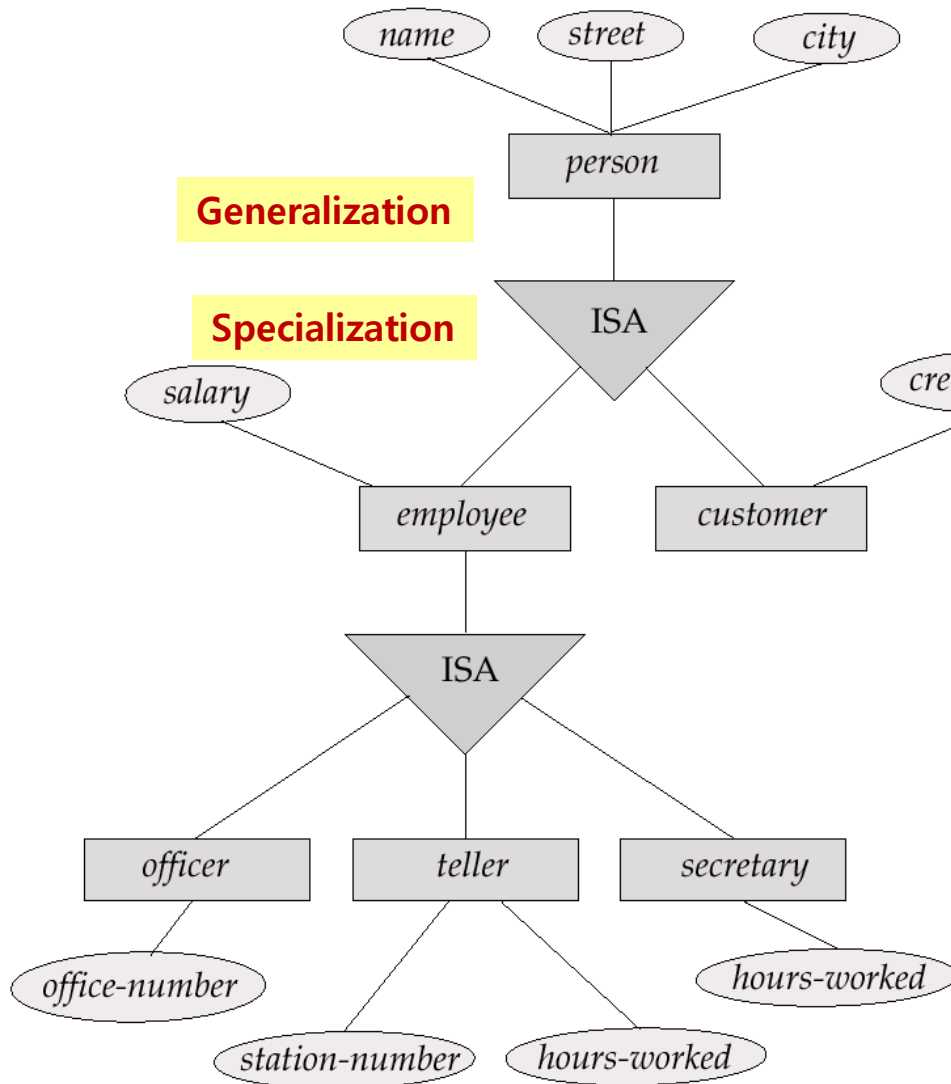 name
street
city
person
Generalization
ISA
Specialization
salary
employee
customer
ISA
officer
teller
secretary
office-number
hours-worked
station-number
hours-worked